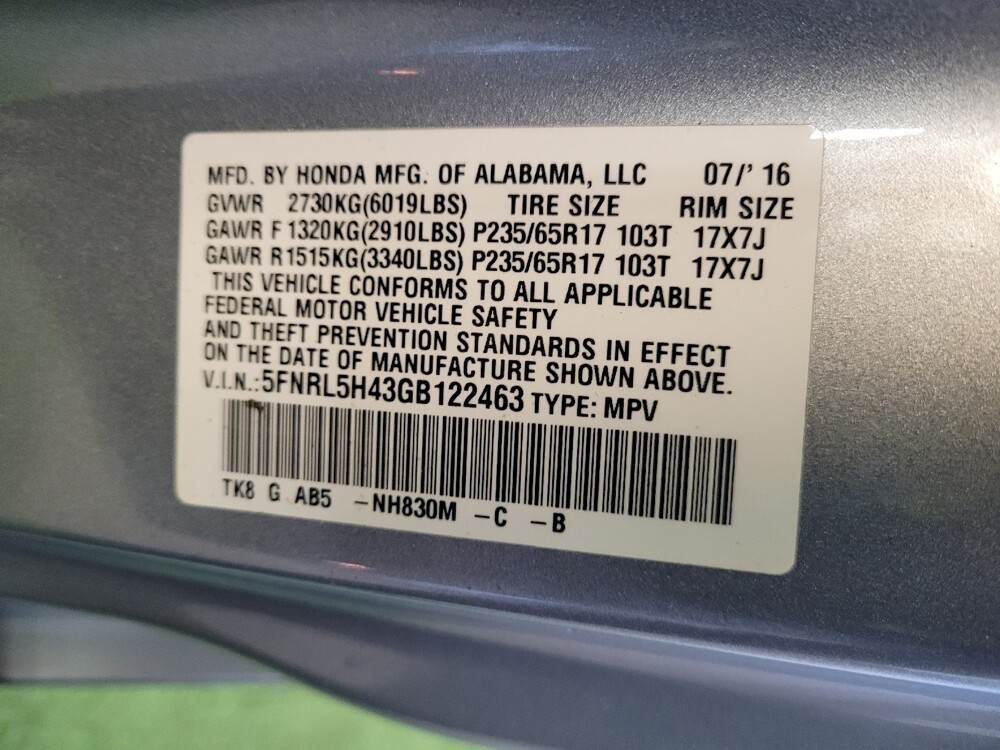 MFD. BY HONDA MFG. OF ALABAMA, LLC 07/' 16
GVWR 2730KG(6019LBS) TIRE SIZE RIM SIZE
GAWR F 1320KG(2910LBS) P235/65R17 103T 17X7J
GAWR R 1515KG(3340LBS) P235/65R17 103T 17X7J
THIS VEHICLE CONFORMS TO ALL APPLICABLE
FEDERAL MOTOR VEHICLE SAFETY
AND THEFT PREVENTION STANDARDS IN EFFECT
ON THE DATE OF MANUFACTURE SHOWN ABOVE.
V.I.N.:5FNRL5H43GB122463 TYPE: MPV
TK8 G AB5 -NH830M -C -B